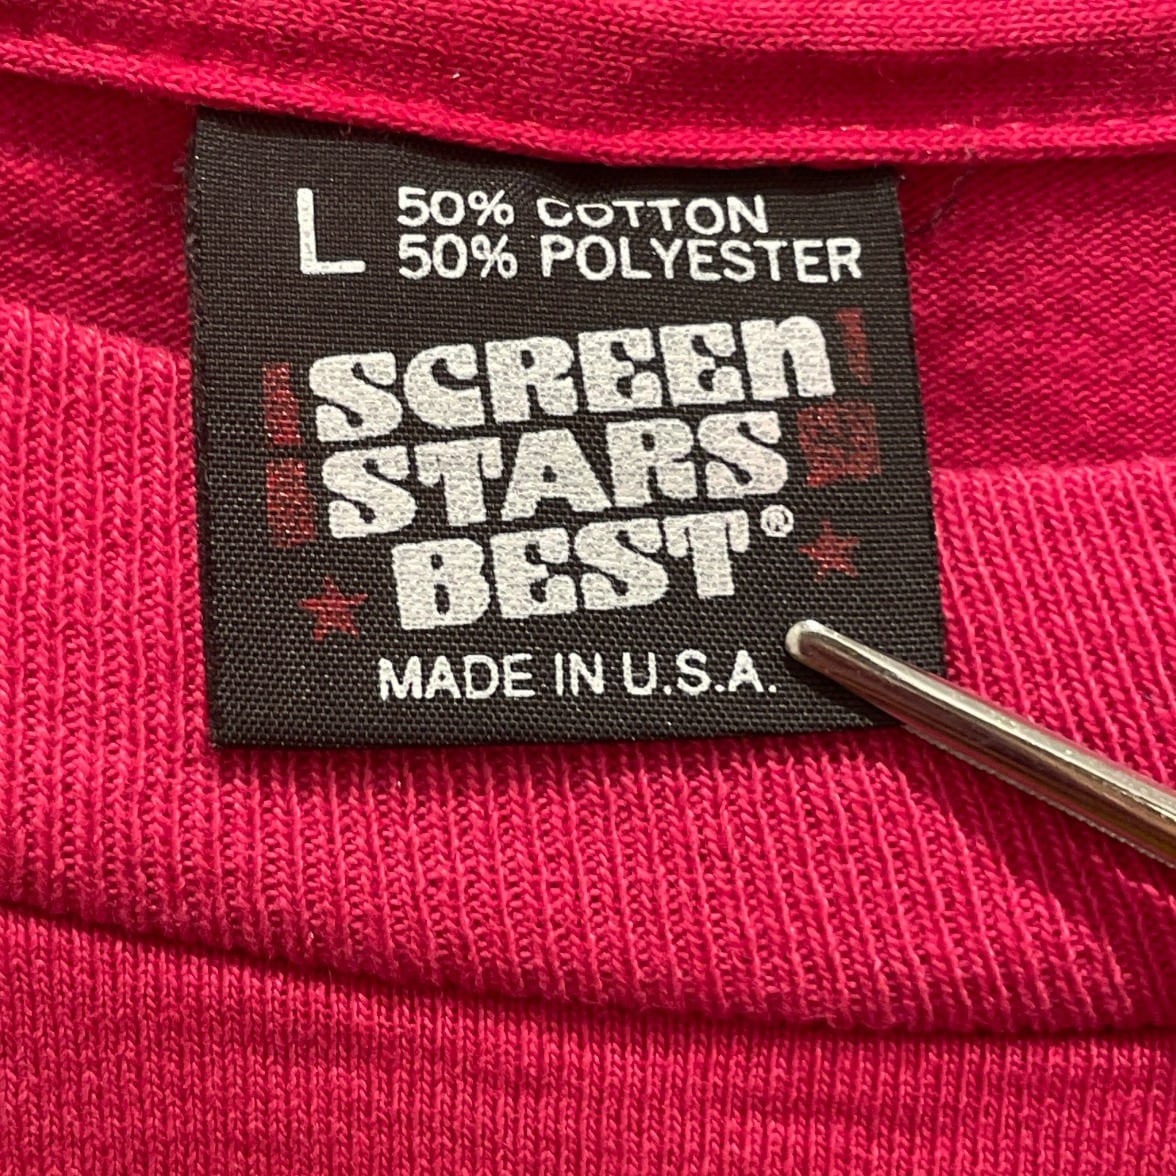 L 50% COTTON
50% POLYESTER
SCREEN
STARS
BEST®
MADE IN U.S.A.